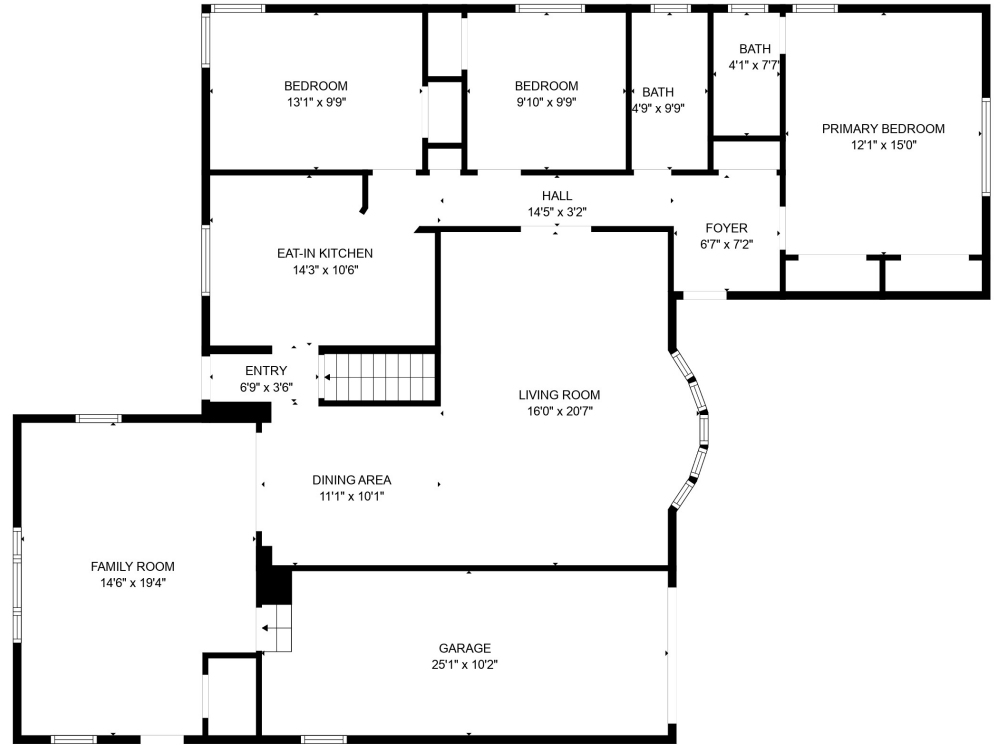 BEDROOM
13'1" x 9'9"
BEDROOM
9'10" x 9'9"
BATH
4'9" x 9'9"
BATH
4'1" x 7'7"
PRIMARY BEDROOM
12'1" x 15'0"
HALL
14'5" x 3'2"
FOYER
6'7" x 7'2"
EAT-IN KITCHEN
14'3" x 10'6"
ENTRY
6'9" x 3'6"
LIVING ROOM
16'0" x 20'7"
DINING AREA
11'1" x 10'1"
FAMILY ROOM
14'6" x 19'4"
GARAGE
25'1" x 10'2"